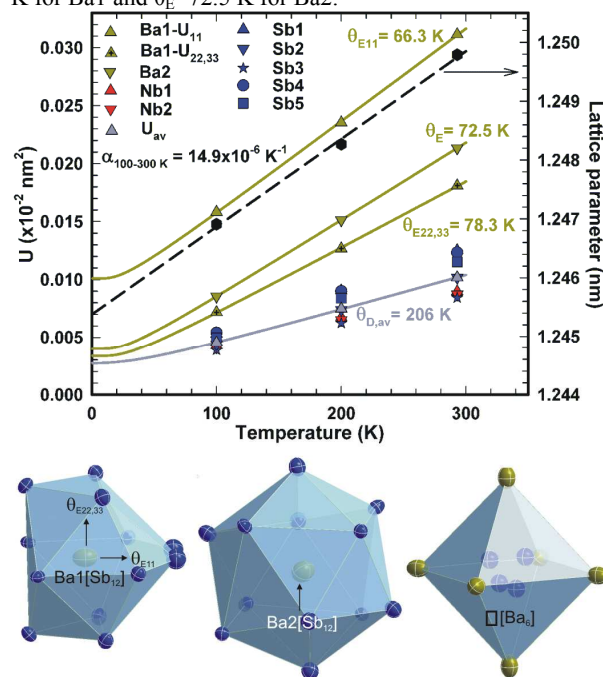 K for Ba1 and θE 72.5 K for Ba2.
Ba1-U11
Ba1-U22,33
Ba2
Nb1
Nb2
Uav
Sb1
Sb2
Sb3
Sb4
Sb5
α100-300 K = 14.9x10-6 K-1
θE11= 66.3 K
θE= 72.5 K
θE22,33 = 78.3 K
θD,av= 206 K
U (x10-2 nm2)
0.030
0.025
0.020
0.015
0.010
0.005
0.000
Lattice parameter (nm)
1.250
1.249
1.248
1.247
1.246
1.245
1.244
0
100
200
300
Temperature (K)
θE22,33
θE11
Ba1[Sb12]
Ba2[Sb12]
□[Ba6]